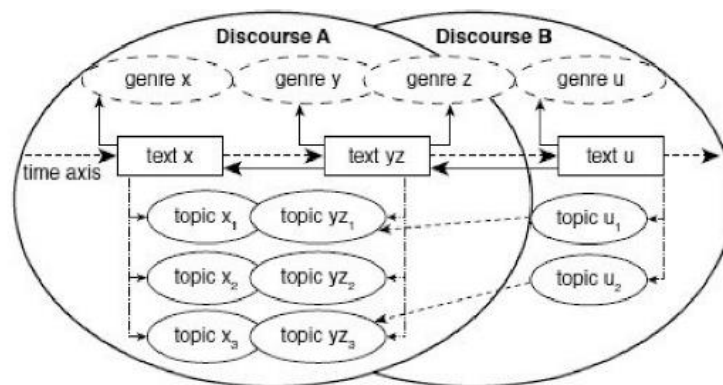 Discourse A Discourse B
genre x genre y genre z genre u
text x text yz text u
time axis
topic x₁ topic yz₁ topic u₁
topic x₂ topic yz₂ topic u₂
topic x₃ topic yz₃